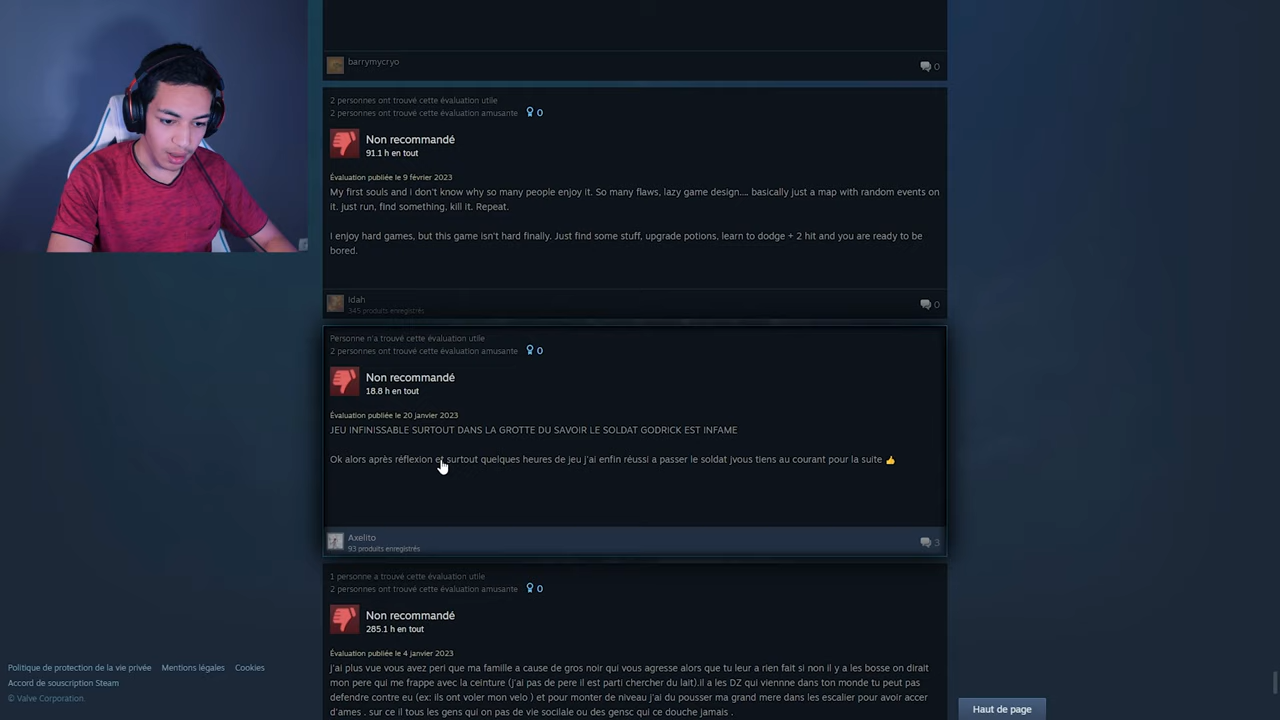 barrymycryo
0
2 personnes ont trouvé cette évaluation utile
2 personnes ont trouvé cette évaluation amusante 0
Non recommandé
91.1 h en tout
Évaluation publiée le 9 février 2023
My first souls and i don't know why so many people enjoy it. So many flaws, lazy game design.... basically just a map with random events on
it. just run, find something, kill it. Repeat.
I enjoy hard games, but this game isn't hard finally. Just find some stuff, upgrade potions, learn to dodge + 2 hit and you are ready to be
bored.
Idah
345 produits enregistrés
0
Personne n'a trouvé cette évaluation utile
2 personnes ont trouvé cette évaluation amusante 0
Non recommandé
18.8 h en tout
Évaluation publiée le 20 janvier 2023
JEU INFINISSABLE SURTOUT DANS LA GROTTE DU SAVOIR LE SOLDAT GODRICK EST INFAME
Ok alors après réflexion et surtout quelques heures de jeu j'ai enfin réussi a passer le soldat jvous tiens au courant pour la suite 👍
Axelito
93 produits enregistrés
3
1 personne a trouvé cette évaluation utile
2 personnes ont trouvé cette évaluation amusante 0
Non recommandé
285.1 h en tout
Évaluation publiée le 4 janvier 2023
J'ai plus vue vous avez peri que ma famille a cause de gros noir qui vous agresse alors que tu leur a rien fait si non il y a les bosse on dirait
mon pere qui me frappe avec la ceinture (j'ai pas de pere il est parti chercher du lait).il a les DZ qui viennne dans ton monde tu peut pas
defendre contre eu (ex: ils ont voler mon velo ) et pour monter de niveau j'ai du pousser ma grand mere dans les escalier pour avoir accer
d'ames . sur ce il tous les gens qui on pas de vie socilale ou des gensc qui ce douche jamais .
Politique de protection de la vie privée Mentions légales Cookies
Accord de souscription Steam
© Valve Corporation
Haut de page